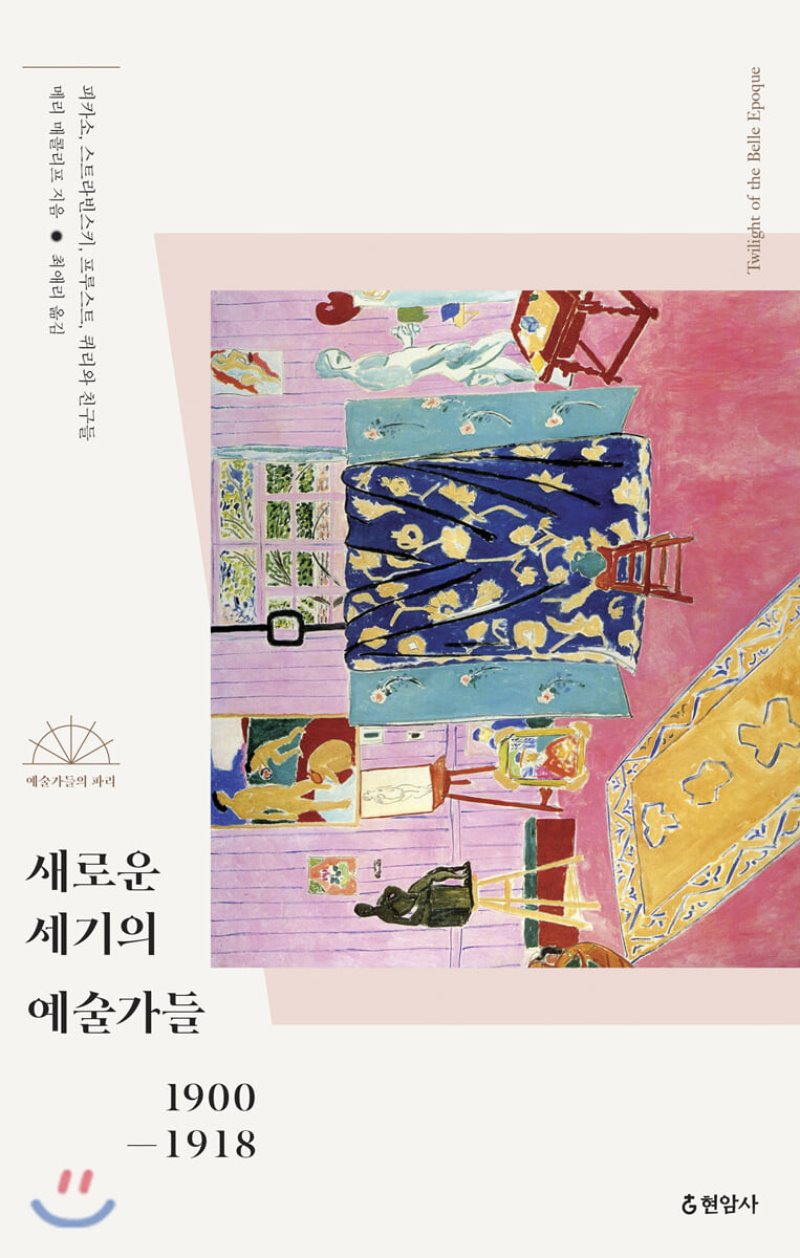 피카소, 스트라빈스키, 프루스트, 퀴리와 친구들
메리 매콜리프 지음 ● 최애리 옮김
Twilight of the Belle Epoque
예술가들의 파리
새로운
세기의
예술가들
1900
—1918
현암사